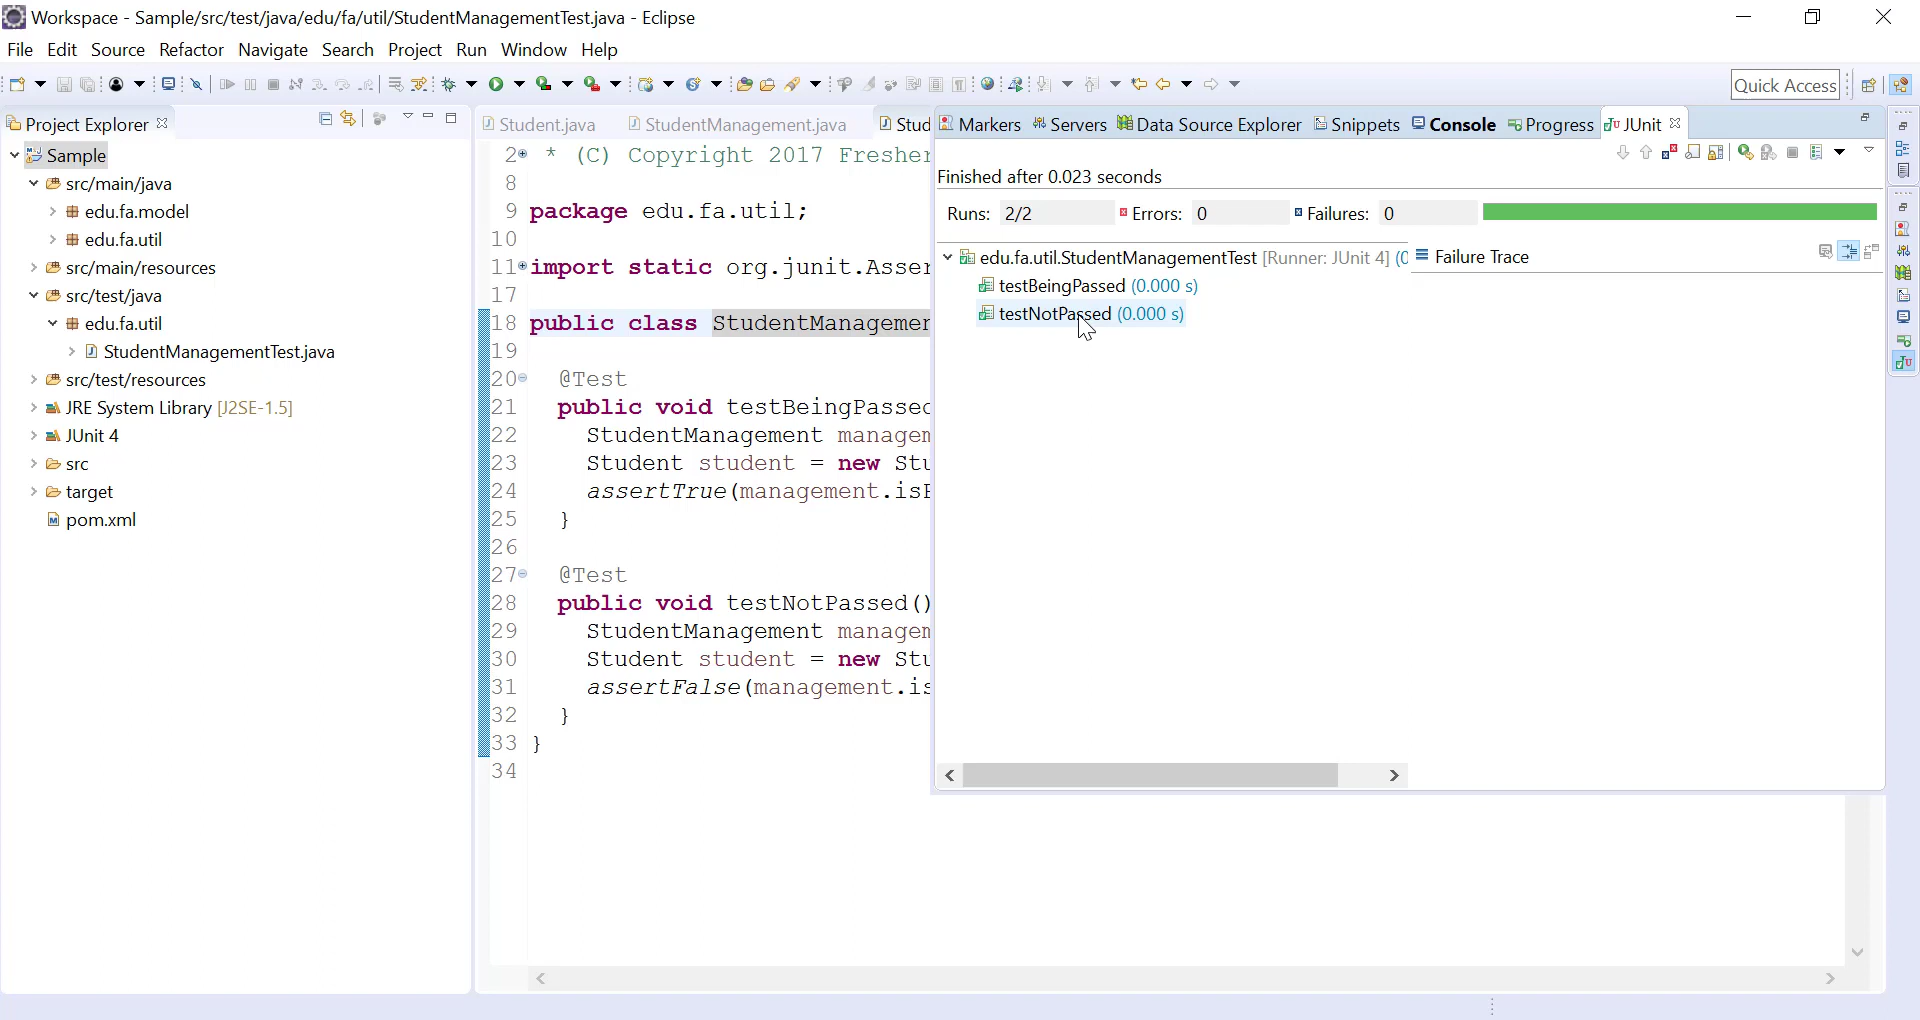 Workspace - Sample/src/test/java/edu/fa/util/StudentManagementTest.java - Eclipse
File Edit Source Refactor Navigate Search Project Run Window Help
Quick Access
Project Explorer
Sample
src/main/java
edu.fa.model
edu.fa.util
src/main/resources
src/test/java
edu.fa.util
StudentManagementTest.java
src/test/resources
JRE System Library [J2SE-1.5]
JUnit 4
src
target
pom.xml
Student.java StudentManagement.java Stud
2 * (C) Copyright 2017 Fresher
8
9 package edu.fa.util;
10
11 import static org.junit.Asser
17
18 public class StudentManagemen
19
20 @Test
21 public void testBeingPassed
22 StudentManagement managem
23 Student student = new Stu
24 assertTrue(management.isP
25 }
26
27 @Test
28 public void testNotPassed()
29 StudentManagement managem
30 Student student = new Stu
31 assertFalse(management.is
32 }
33 }
34
Markers Servers Data Source Explorer Snippets Console Progress JUnit
Finished after 0.023 seconds
Runs: 2/2 Errors: 0 Failures: 0
edu.fa.util.StudentManagementTest [Runner: JUnit 4] (0
testBeingPassed (0.000 s)
testNotPassed (0.000 s)
Failure Trace